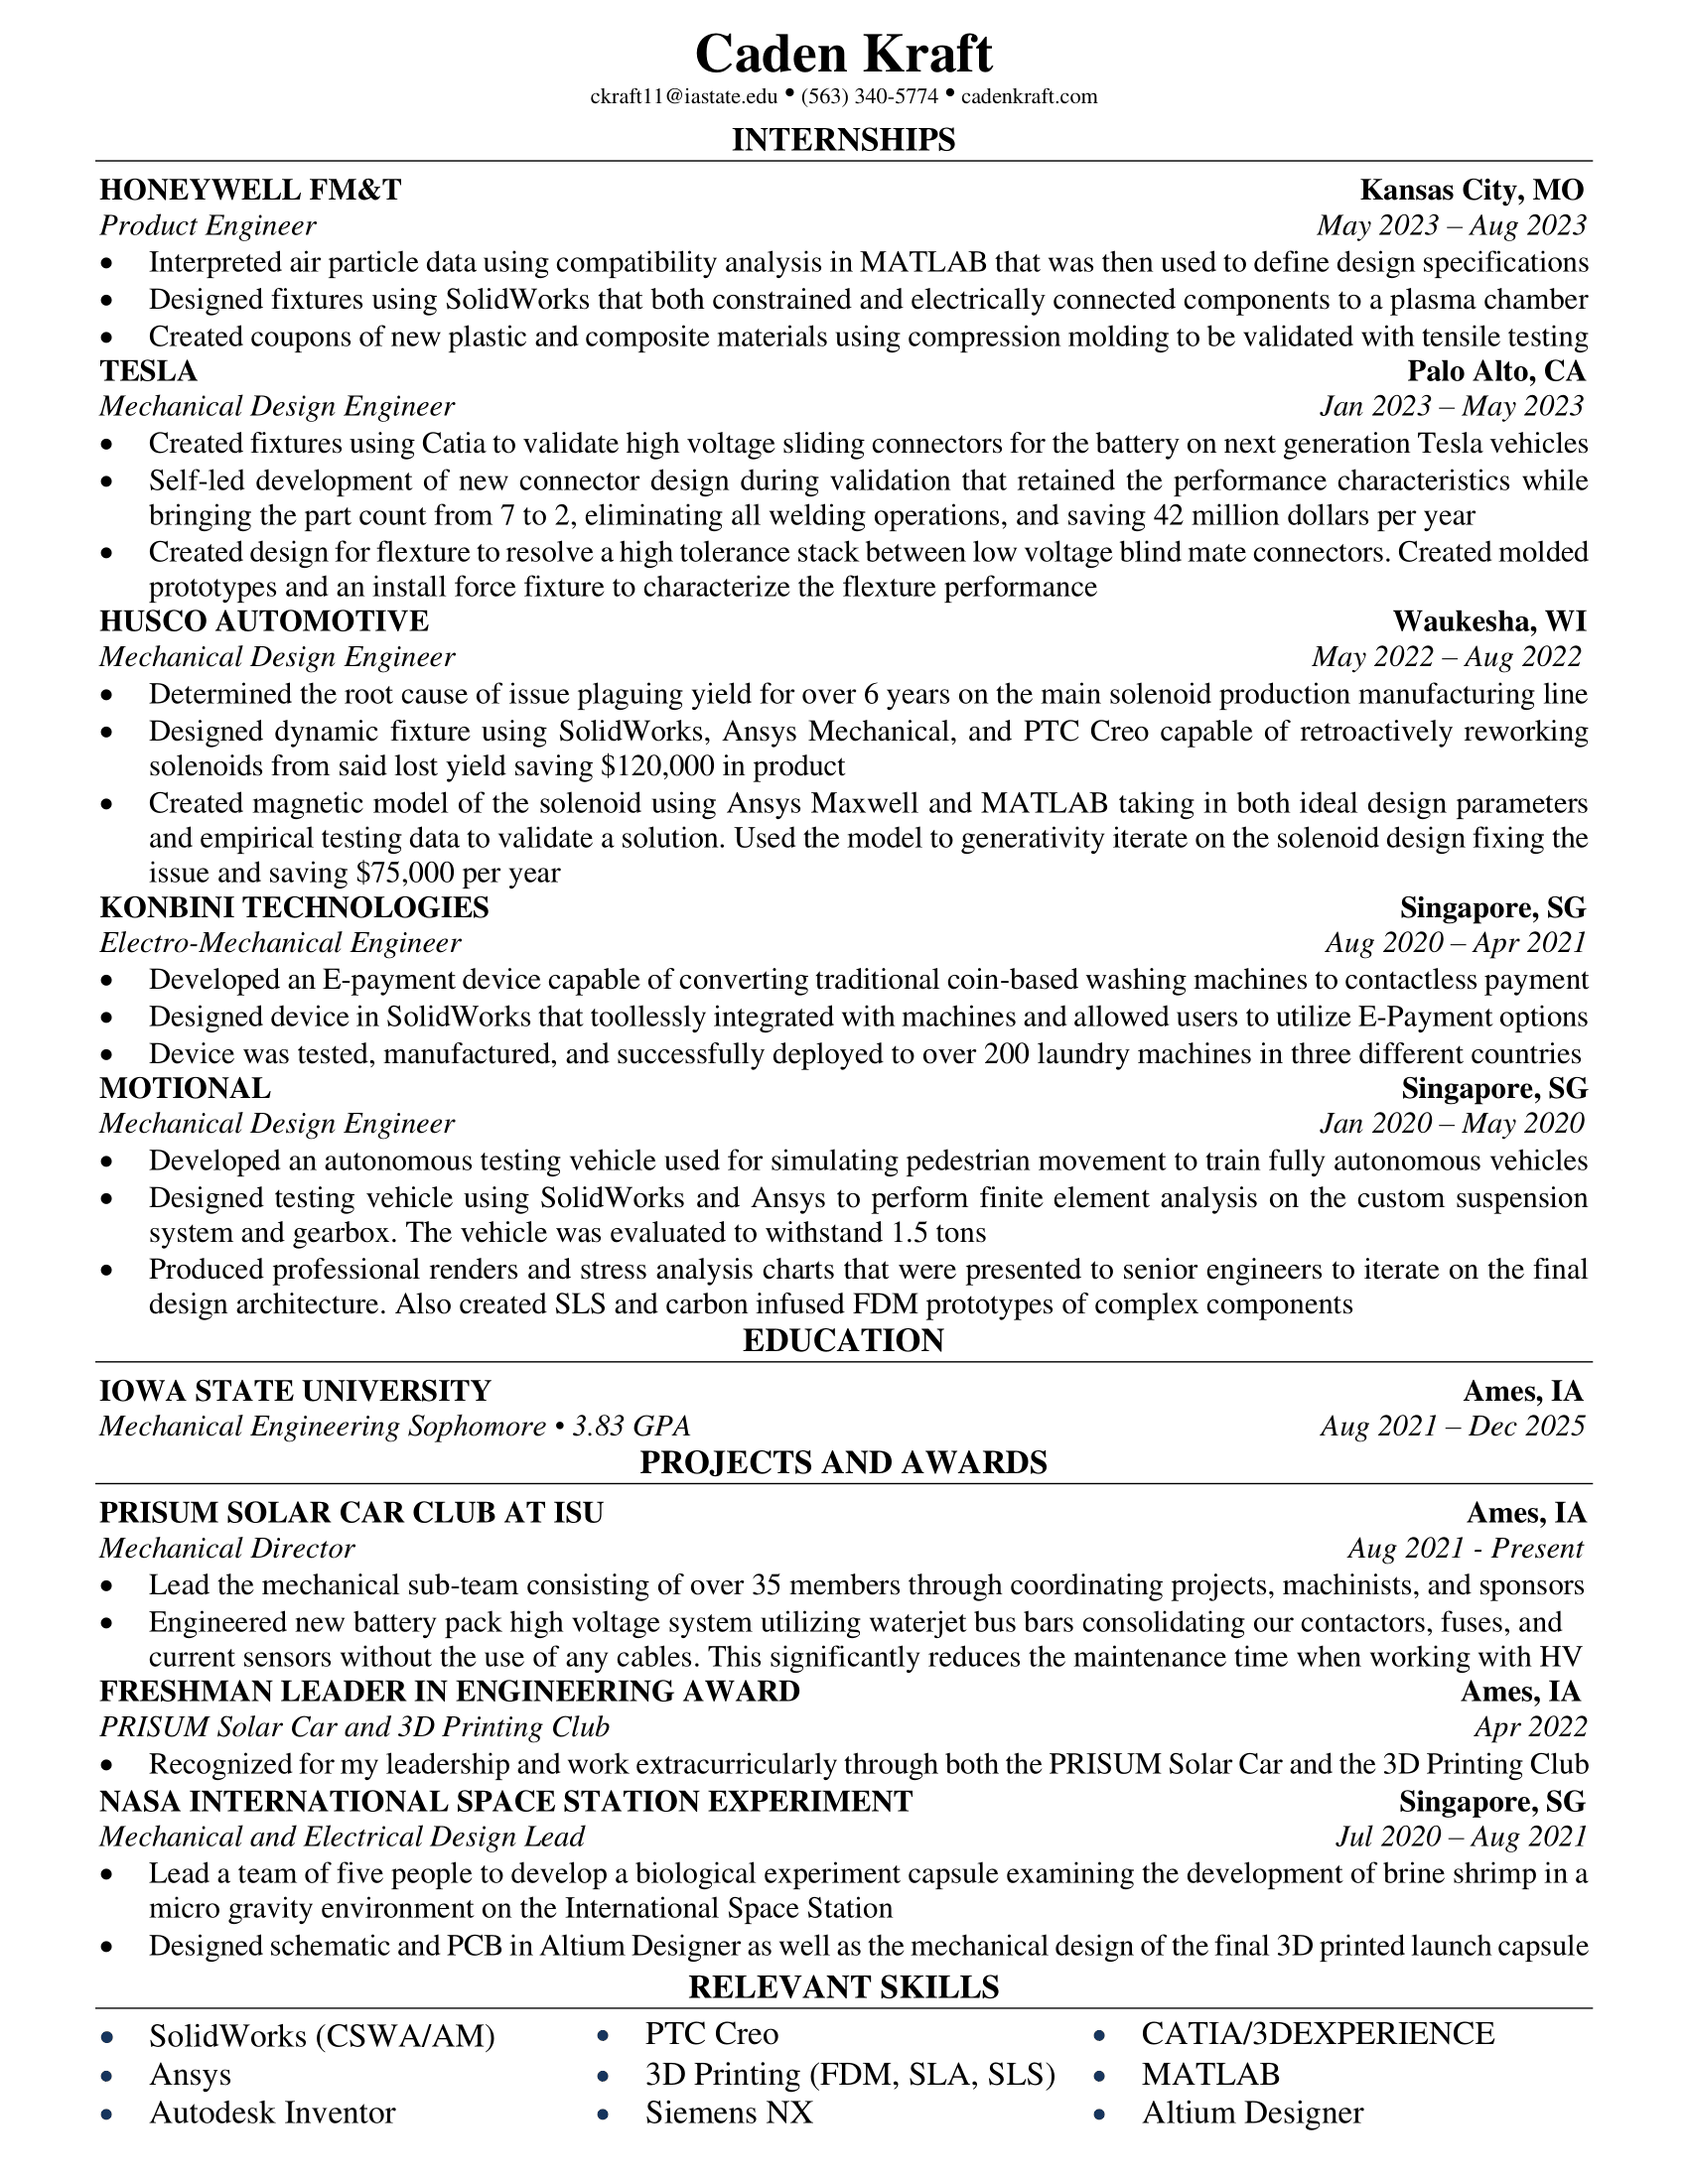 Caden Kraft
ckraft11@iastate.edu • (563) 340-5774 • cadenkraft.com
INTERNSHIPS
HONEYWELL FM&T Kansas City, MO
Product Engineer May 2023 – Aug 2023
• Interpreted air particle data using compatibility analysis in MATLAB that was then used to define design specifications
• Designed fixtures using SolidWorks that both constrained and electrically connected components to a plasma chamber
• Created coupons of new plastic and composite materials using compression molding to be validated with tensile testing
TESLA Palo Alto, CA
Mechanical Design Engineer Jan 2023 – May 2023
• Created fixtures using Catia to validate high voltage sliding connectors for the battery on next generation Tesla vehicles
• Self-led development of new connector design during validation that retained the performance characteristics while
bringing the part count from 7 to 2, eliminating all welding operations, and saving 42 million dollars per year
• Created design for flexture to resolve a high tolerance stack between low voltage blind mate connectors. Created molded
prototypes and an install force fixture to characterize the flexture performance
HUSCO AUTOMOTIVE Waukesha, WI
Mechanical Design Engineer May 2022 – Aug 2022
• Determined the root cause of issue plaguing yield for over 6 years on the main solenoid production manufacturing line
• Designed dynamic fixture using SolidWorks, Ansys Mechanical, and PTC Creo capable of retroactively reworking
solenoids from said lost yield saving $120,000 in product
• Created magnetic model of the solenoid using Ansys Maxwell and MATLAB taking in both ideal design parameters
and empirical testing data to validate a solution. Used the model to generativity iterate on the solenoid design fixing the
issue and saving $75,000 per year
KONBINI TECHNOLOGIES Singapore, SG
Electro-Mechanical Engineer Aug 2020 – Apr 2021
• Developed an E-payment device capable of converting traditional coin-based washing machines to contactless payment
• Designed device in SolidWorks that toollessly integrated with machines and allowed users to utilize E-Payment options
• Device was tested, manufactured, and successfully deployed to over 200 laundry machines in three different countries
MOTIONAL Singapore, SG
Mechanical Design Engineer Jan 2020 – May 2020
• Developed an autonomous testing vehicle used for simulating pedestrian movement to train fully autonomous vehicles
• Designed testing vehicle using SolidWorks and Ansys to perform finite element analysis on the custom suspension
system and gearbox. The vehicle was evaluated to withstand 1.5 tons
• Produced professional renders and stress analysis charts that were presented to senior engineers to iterate on the final
design architecture. Also created SLS and carbon infused FDM prototypes of complex components
EDUCATION
IOWA STATE UNIVERSITY Ames, IA
Mechanical Engineering Sophomore • 3.83 GPA Aug 2021 – Dec 2025
PROJECTS AND AWARDS
PRISUM SOLAR CAR CLUB AT ISU Ames, IA
Mechanical Director Aug 2021 - Present
• Lead the mechanical sub-team consisting of over 35 members through coordinating projects, machinists, and sponsors
• Engineered new battery pack high voltage system utilizing waterjet bus bars consolidating our contactors, fuses, and
current sensors without the use of any cables. This significantly reduces the maintenance time when working with HV
FRESHMAN LEADER IN ENGINEERING AWARD Ames, IA
PRISUM Solar Car and 3D Printing Club Apr 2022
• Recognized for my leadership and work extracurricularly through both the PRISUM Solar Car and the 3D Printing Club
NASA INTERNATIONAL SPACE STATION EXPERIMENT Singapore, SG
Mechanical and Electrical Design Lead Jul 2020 – Aug 2021
• Lead a team of five people to develop a biological experiment capsule examining the development of brine shrimp in a
micro gravity environment on the International Space Station
• Designed schematic and PCB in Altium Designer as well as the mechanical design of the final 3D printed launch capsule
RELEVANT SKILLS
• SolidWorks (CSWA/AM) • PTC Creo • CATIA/3DEXPERIENCE
• Ansys • 3D Printing (FDM, SLA, SLS) • MATLAB
• Autodesk Inventor • Siemens NX • Altium Designer